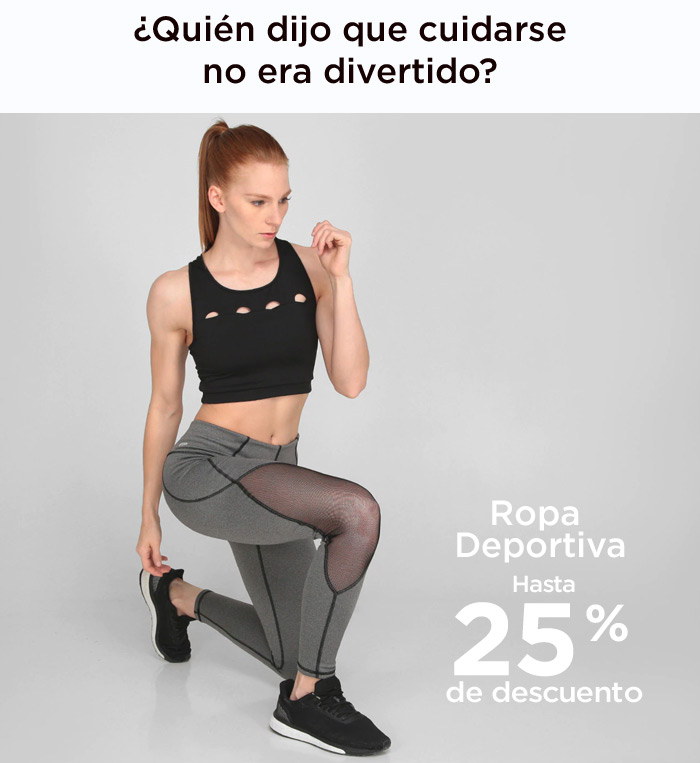 ¿Quién dijo que cuidarse
no era divertido?
Ropa
Deportiva
Hasta
25%
de descuento